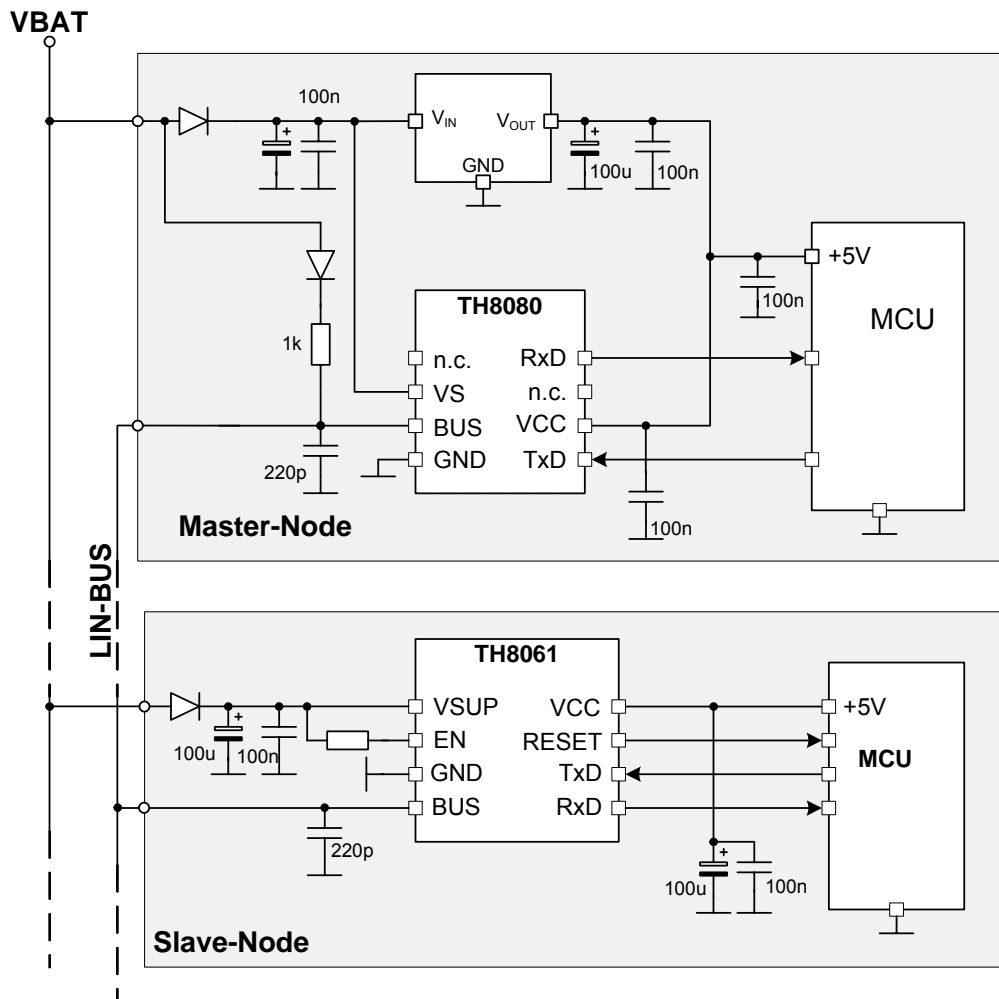 VBAT
100n
VIN
VOUT
GND
100u
100n
+5V
100n
MCU
TH8080
1k
n.c.
RxD
VS
n.c.
BUS
VCC
GND
TxD
220p
100n
Master-Node
LIN-BUS
TH8061
VSUP
VCC
+5V
EN
RESET
100u
100n
GND
TxD
MCU
BUS
RxD
220p
100u
100n
Slave-Node